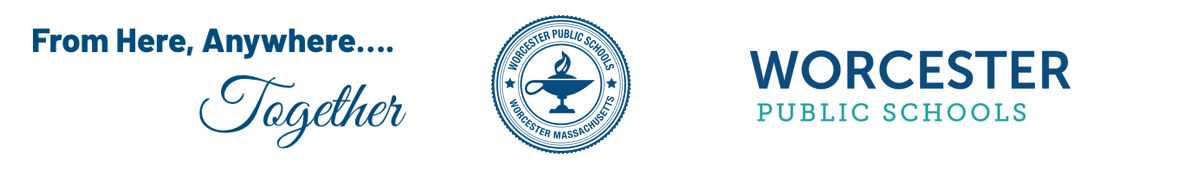 From Here, Anywhere....
Together
WORCESTER PUBLIC SCHOOLS
WORCESTER MASSACHUSETTS
WORCESTER
PUBLIC SCHOOLS